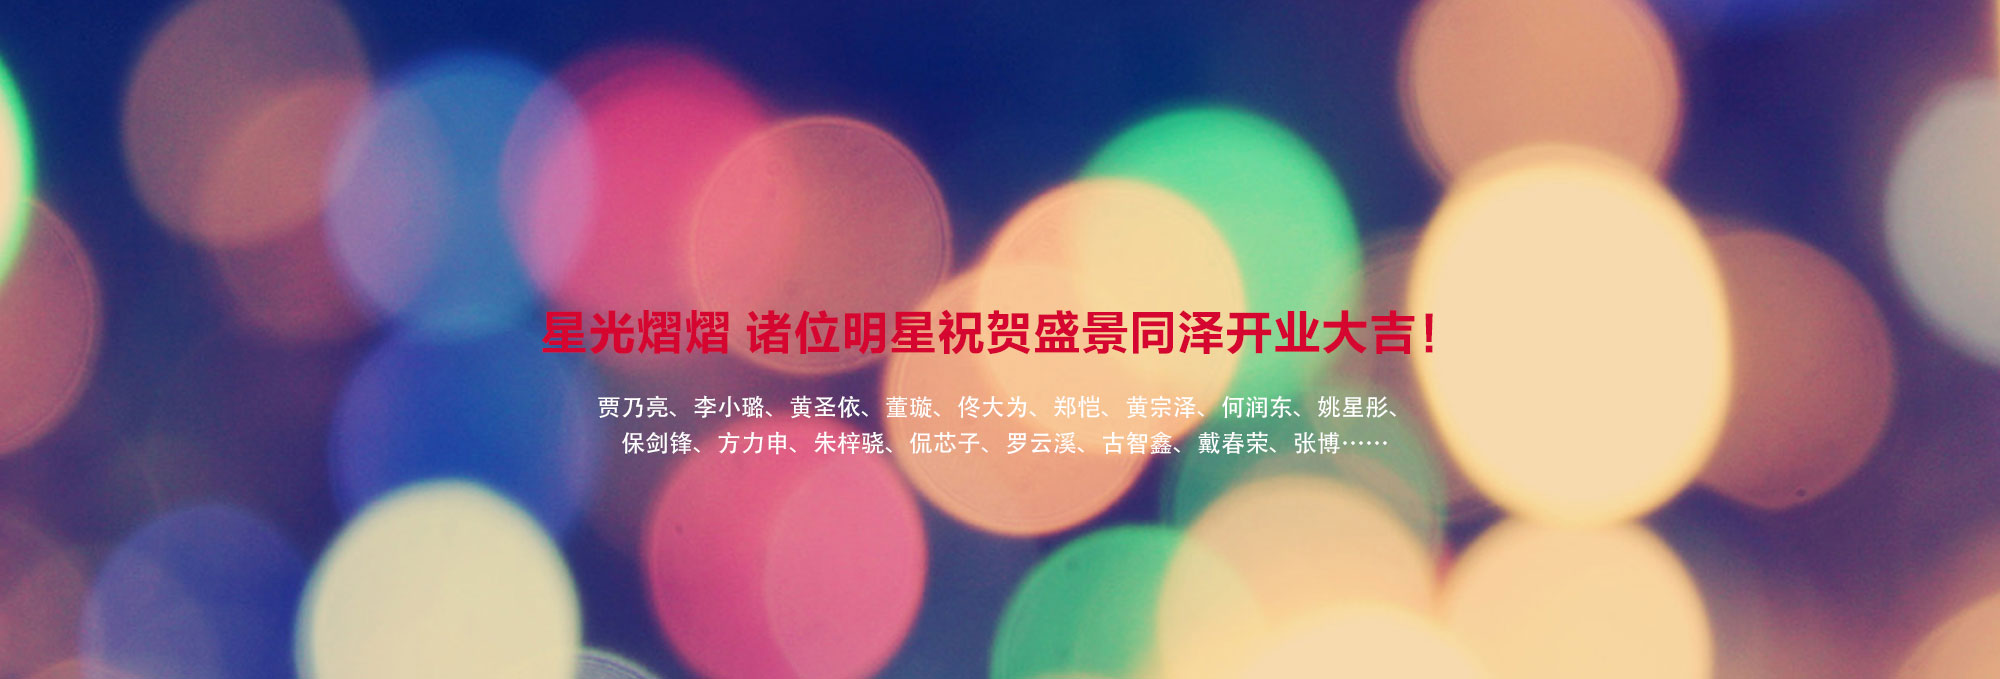 星光熠熠 诸位明星祝贺盛景同泽开业大吉!
贾乃亮、李小璐、黄圣依、董璇、佟大为、郑恺、黄宗泽、何润东、姚星彤、
保剑锋、方力申、朱梓骁、侃芯子、罗云溪、古智鑫、戴春荣、张博······